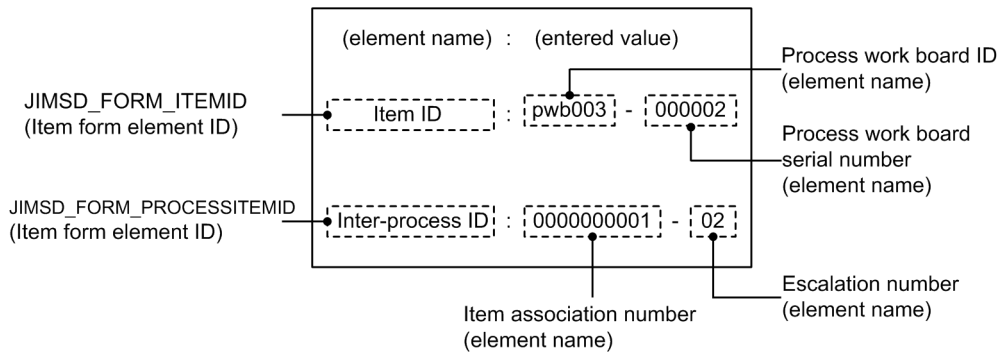 (element name) : (entered value)
Process work board ID
(element name)
JIMSD_FORM_ITEMID
(Item form element ID)
Item ID : pwb003 - 000002
Process work board
serial number
(element name)
JIMSD_FORM_PROCESSITEMID
(Item form element ID)
Inter-process ID : 0000000001 - 02
Escalation number
(element name)
Item association number
(element name)